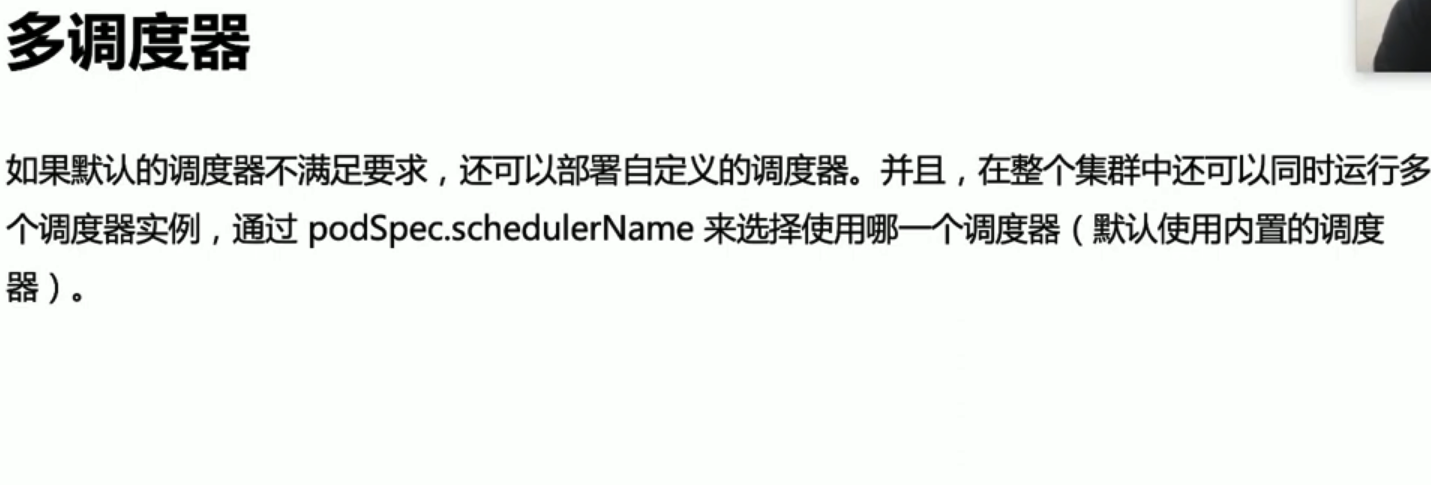 多调度器
如果默认的调度器不满足要求，还可以部署自定义的调度器。并且，在整个集群中还可以同时运行多
个调度器实例，通过 podSpec.schedulerName 来选择使用哪一个调度器（默认使用内置的调度
器）。